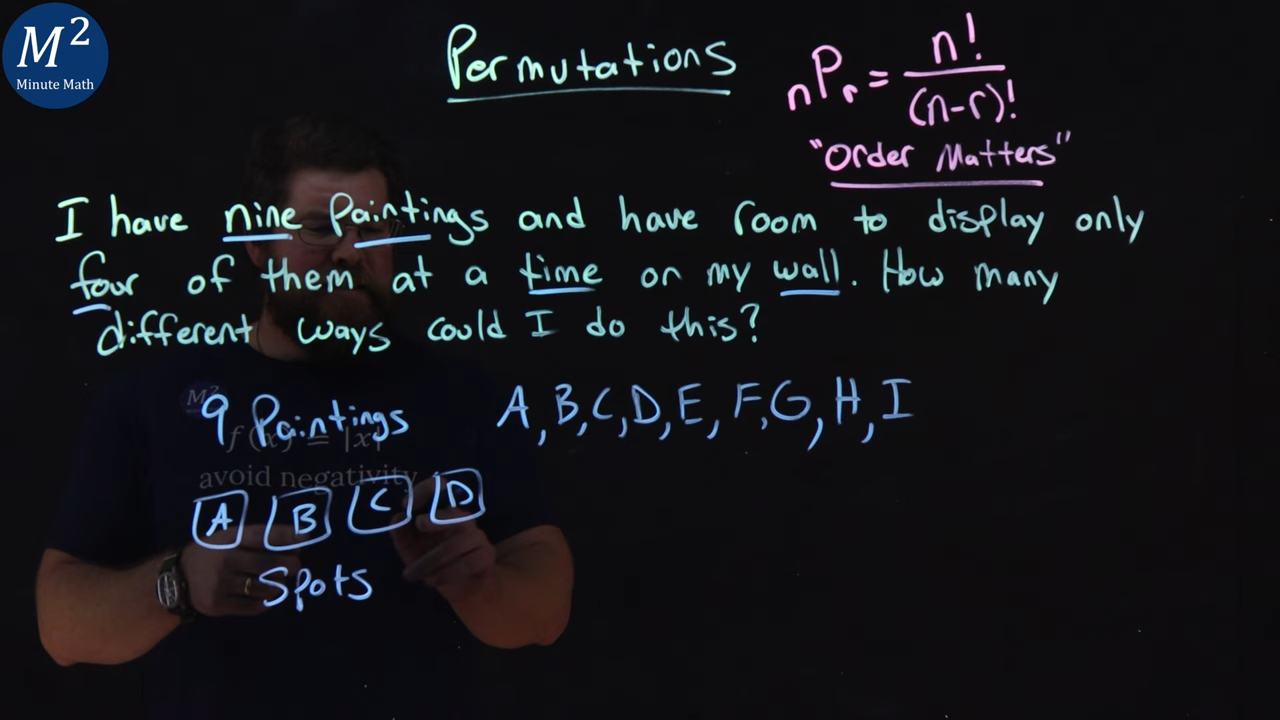 M²
Minute Math
Permutations
nPr = n!/(n-r)!
"Order Matters"
I have nine Paintings and have room to display only
four of them at a time on my wall. How many
different ways could I do this?
M²
9 Paintings A, B, C, D, E, F, G, H, I
f(x) = |x|
avoid negativity
A B C D
Spots